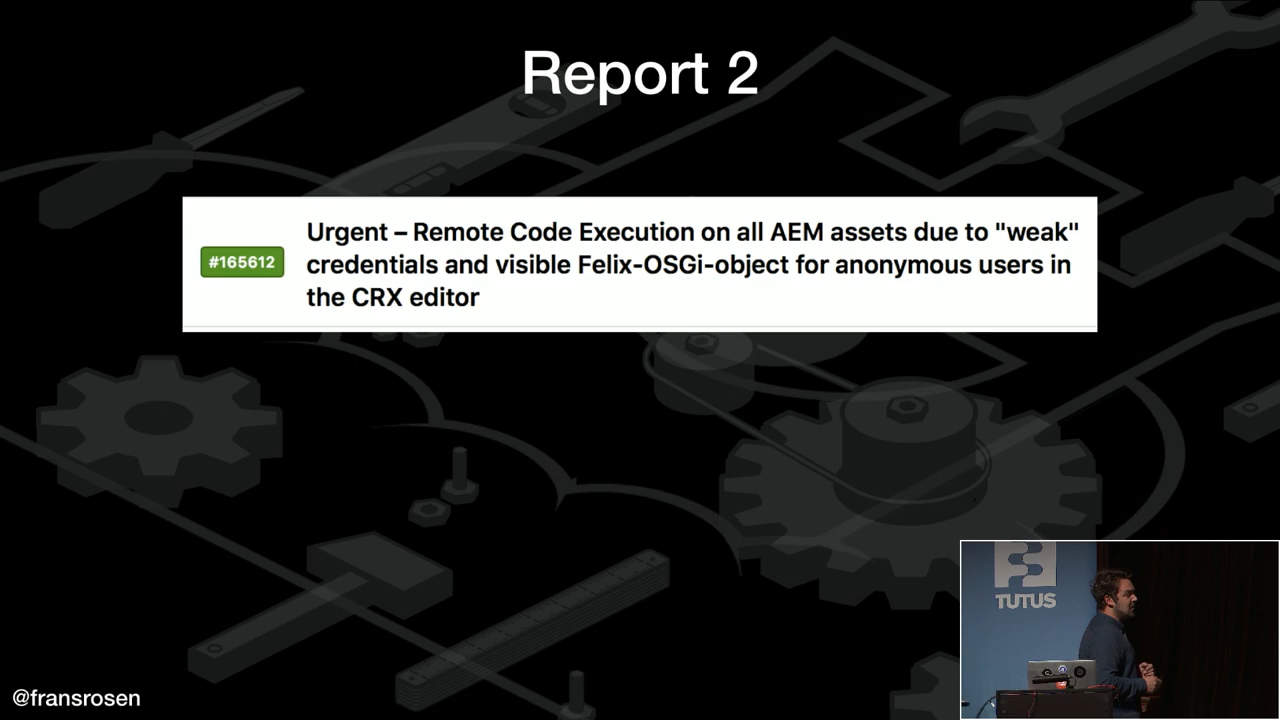 Report 2
#165612
Urgent – Remote Code Execution on all AEM assets due to "weak"
credentials and visible Felix-OSGi-object for anonymous users in
the CRX editor
TUTUS
@fransrosen